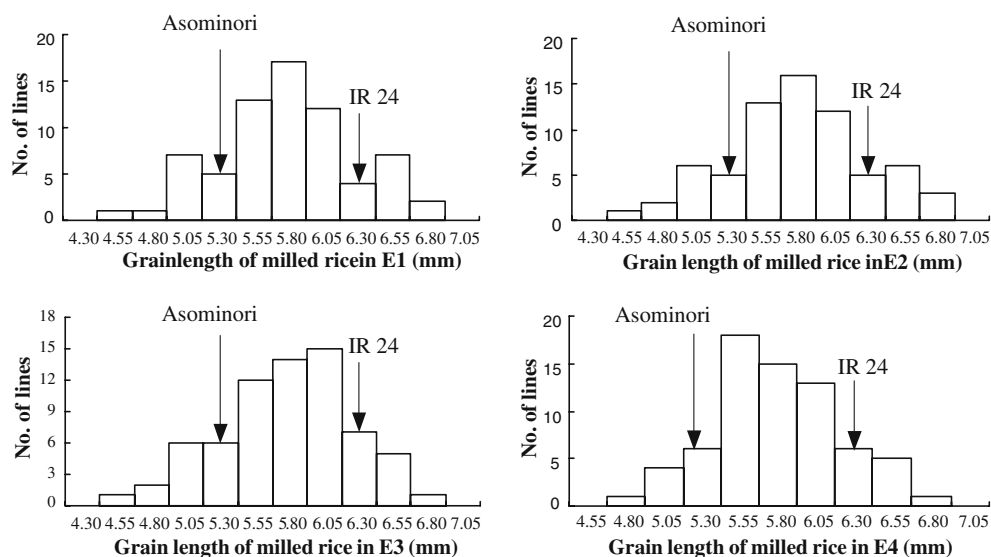 Asominori
20
15
10
5
0
No. of lines
IR 24
4.30 4.55 4.80 5.05 5.30 5.55 5.80 6.05 6.30 6.55 6.80 7.05
Grainlength of milled ricein E1 (mm)
Asominori
20
15
10
5
0
No. of lines
IR 24
4.30 4.55 4.80 5.05 5.30 5.55 5.80 6.05 6.30 6.55 6.80 7.05
Grain length of milled rice inE2 (mm)
Asominori
18
15
12
9
6
3
0
No. of lines
IR 24
4.30 4.55 4.80 5.05 5.30 5.55 5.80 6.05 6.30 6.55 6.80 7.05
Grain length of milled rice in E3 (mm)
Asominori
20
15
10
5
0
No. of lines
IR 24
4.55 4.80 5.05 5.30 5.55 5.80 6.05 6.30 6.55 6.80 7.05
Grain length of milled rice in E4 (mm)